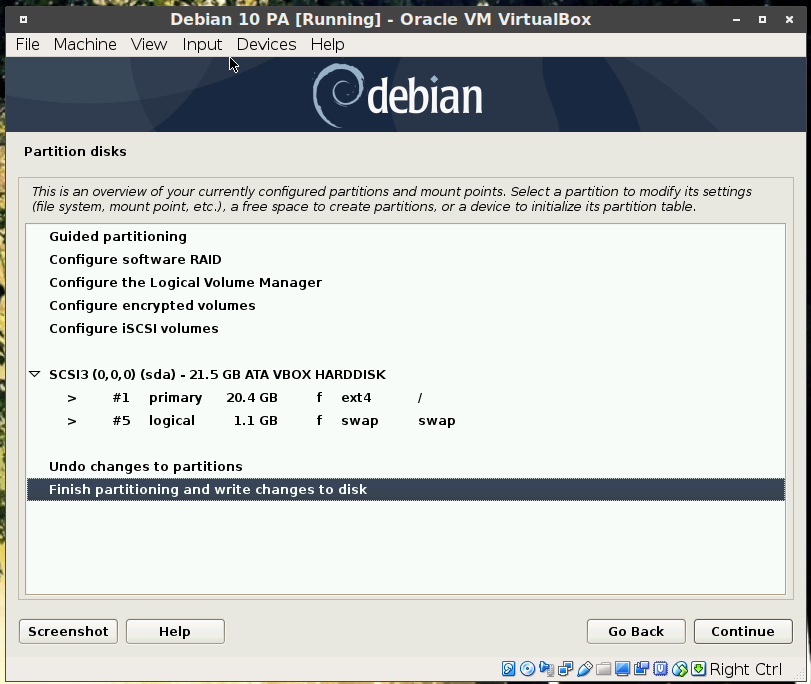 Debian 10 PA [Running] - Oracle VM VirtualBox
File Machine View Input Devices Help
debian
Partition disks
This is an overview of your currently configured partitions and mount points. Select a partition to modify its settings
(file system, mount point, etc.), a free space to create partitions, or a device to initialize its partition table.
Guided partitioning
Configure software RAID
Configure the Logical Volume Manager
Configure encrypted volumes
Configure iSCSI volumes
SCSI3 (0,0,0) (sda) - 21.5 GB ATA VBOX HARDDISK
> #1 primary 20.4 GB f ext4 /
> #5 logical 1.1 GB f swap swap
Undo changes to partitions
Finish partitioning and write changes to disk
Screenshot Help Go Back Continue
Right Ctrl